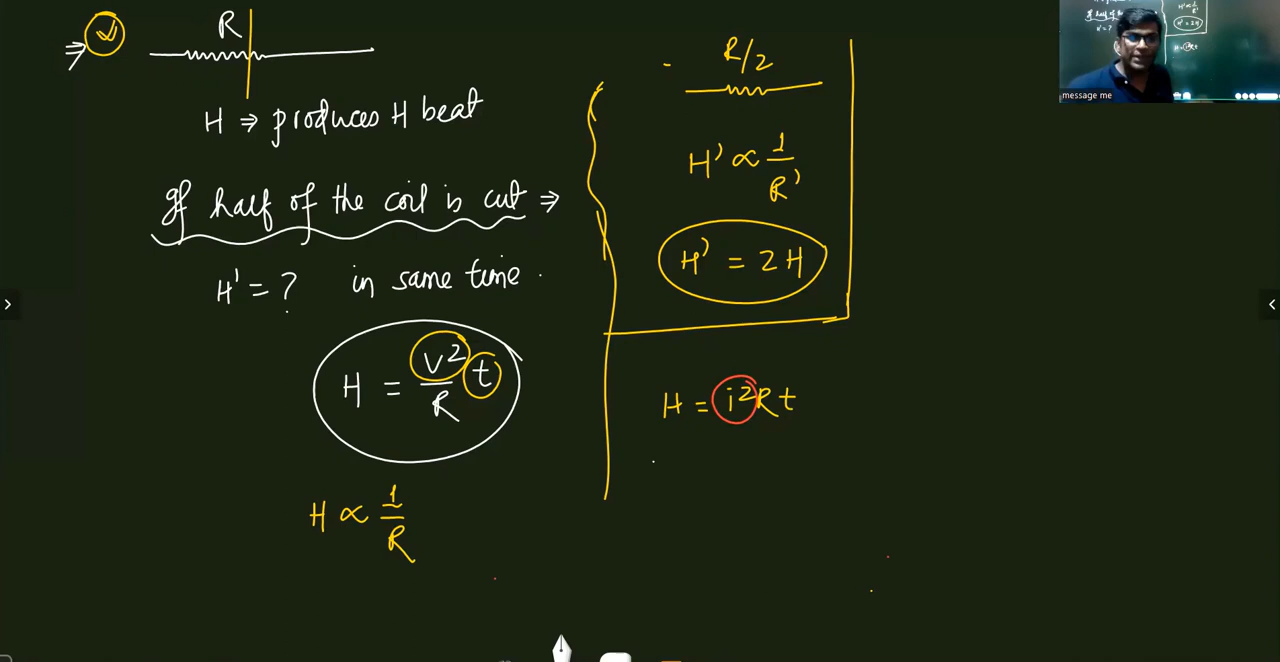 R
H ⇒ produces H heat
If half of the coil is cut ⇒
H' = ? in same time.
H = V²/R t
H ∝ 1/R
R/2
H' ∝ 1/R'
H' = 2H
H = i²Rt
message me